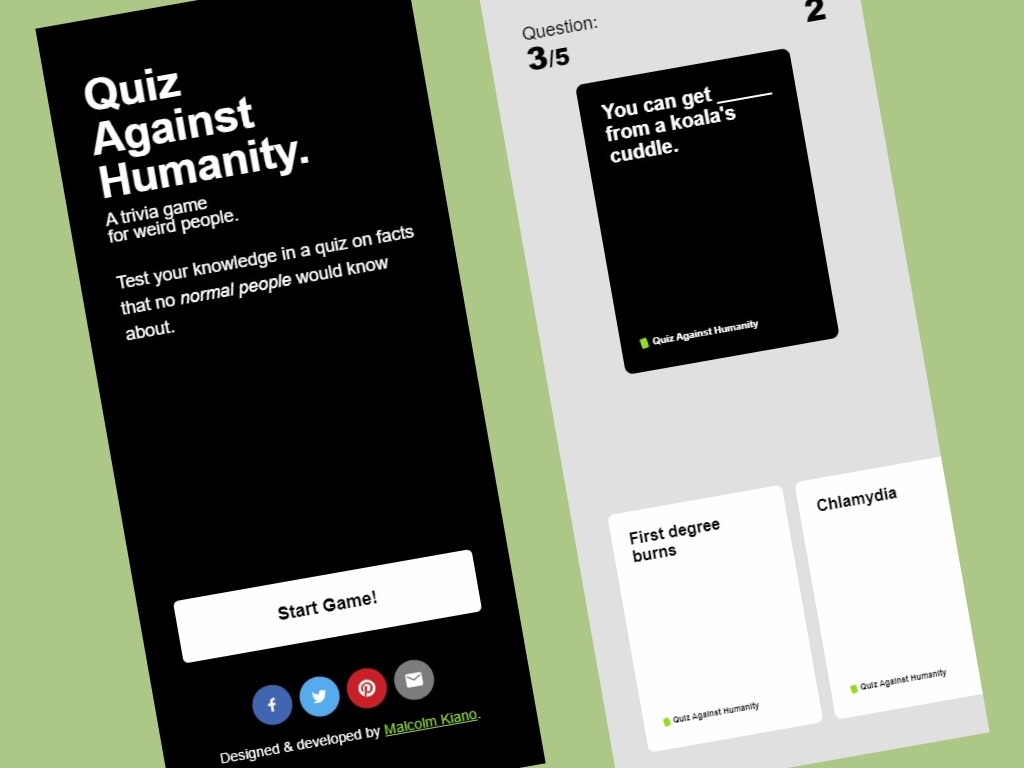 Quiz
Against
Humanity.
A trivia game
for weird people.
Test your knowledge in a quiz on facts
that no normal people would know
about.
Start Game!
Designed & developed by Malcolm Kiano.
Question:
3/5
2
You can get _____
from a koala's
cuddle.
Quiz Against Humanity
First degree
burns
Quiz Against Humanity
Chlamydia
Quiz Against Humanity